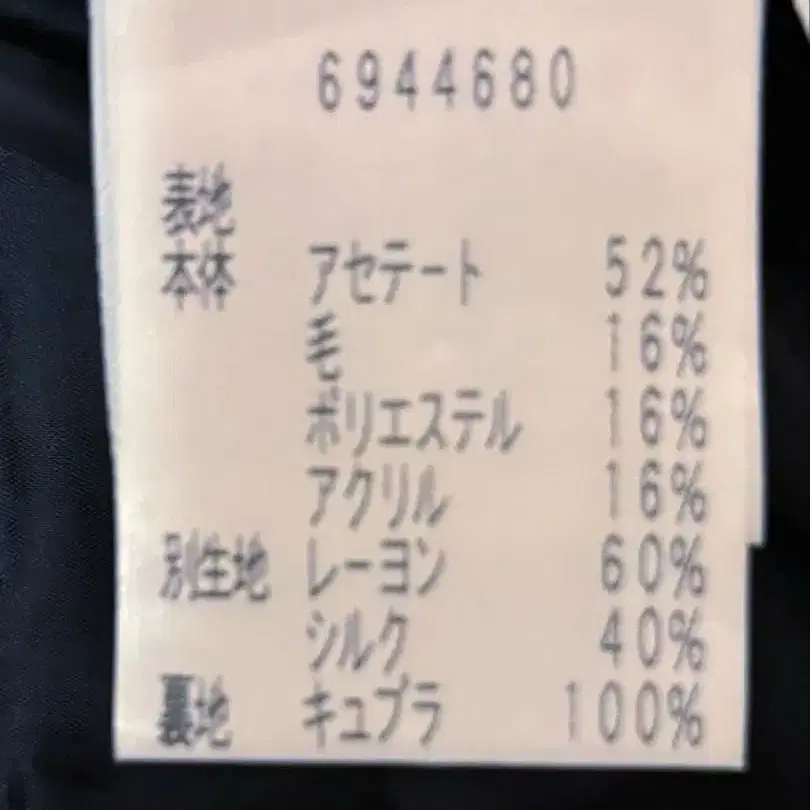 6944680
表地
本体 アセテート 52%
毛 16%
ポリエステル 16%
アクリル 16%
別生地 レーヨン 60%
シルク 40%
裏地 キュプラ 100%